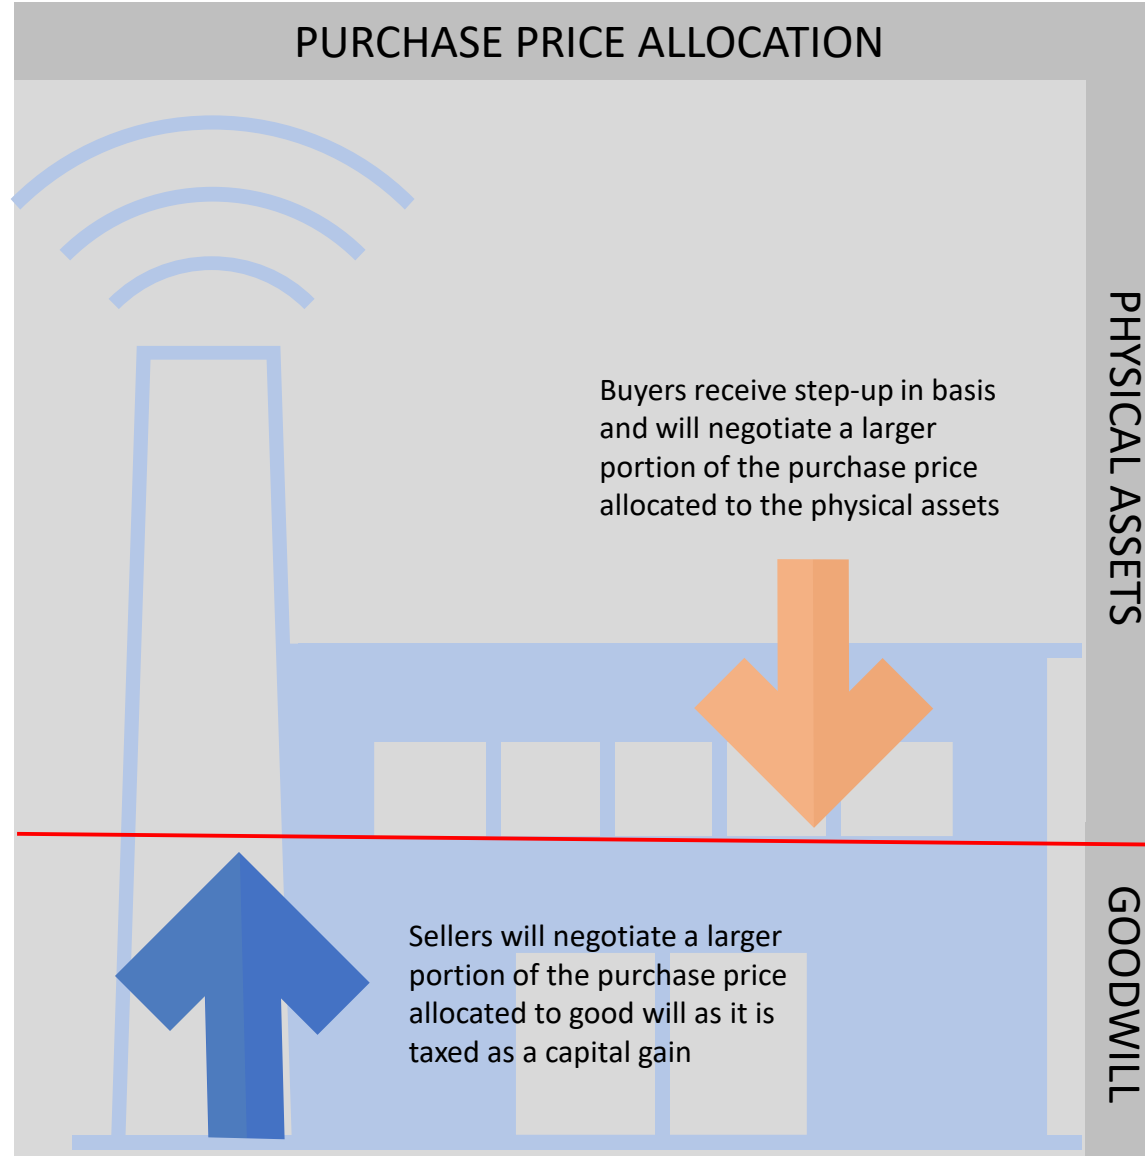 PURCHASE PRICE ALLOCATION
Buyers receive step-up in basis
and will negotiate a larger
portion of the purchase price
allocated to the physical assets
PHYSICAL ASSETS
Sellers will negotiate a larger
portion of the purchase price
allocated to good will as it is
taxed as a capital gain
GOODWILL